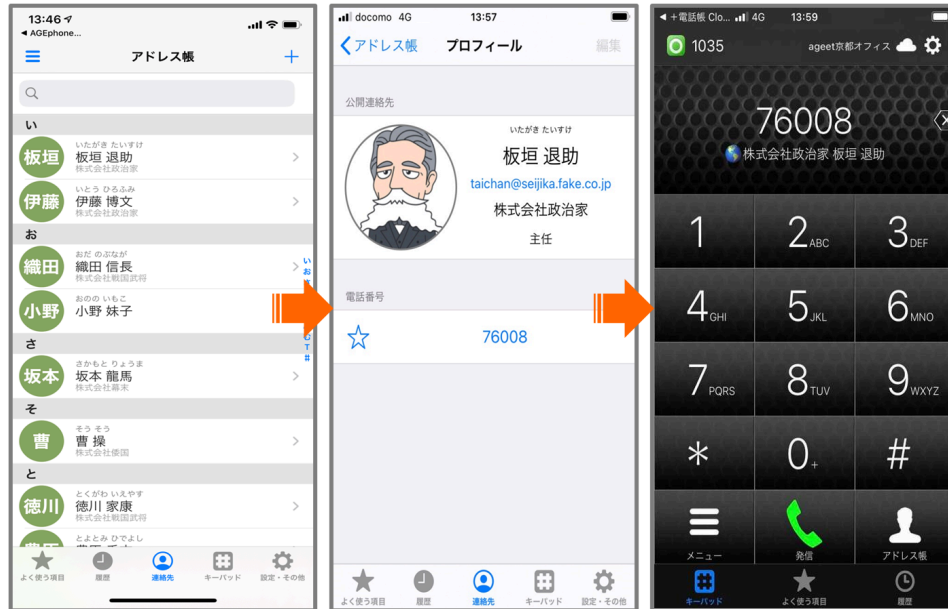 13:46
◀ AGEphone...
アドレス帳
い
板垣
いたがき たいすけ
板垣 退助
株式会社政治家
伊藤
いとう ひろふみ
伊藤 博文
株式会社政治家
お
織田
おだ のぶなが
織田 信長
株式会社戦国武将
小野
おのの いもこ
小野 妹子
さ
坂本
さかもと りょうま
坂本 龍馬
株式会社幕末
そ
曹
そう そう
曹 操
株式会社倭国
と
徳川
とくがわ いえやす
徳川 家康
株式会社戦国武将
とよとみ ひでよし
い
お
T
#
よく使う項目
履歴
連絡先
キーパッド
設定・その他
docomo 4G
13:57
アドレス帳
プロフィール
編集
公開連絡先
いたがき たいすけ
板垣 退助
taichan@seijika.fake.co.jp
株式会社政治家
主任
電話番号
76008
よく使う項目
履歴
連絡先
キーパッド
設定・その他
◀ +電話帳 Clo...
4G
13:59
1035
ageet京都オフィス
76008
株式会社政治家 板垣 退助
1
2 ABC
3 DEF
4 GHI
5 JKL
6 MNO
7 PQRS
8 TUV
9 WXYZ
*
0 +
#
メニュー
発信
アドレス帳
キーパッド
よく使う項目
履歴